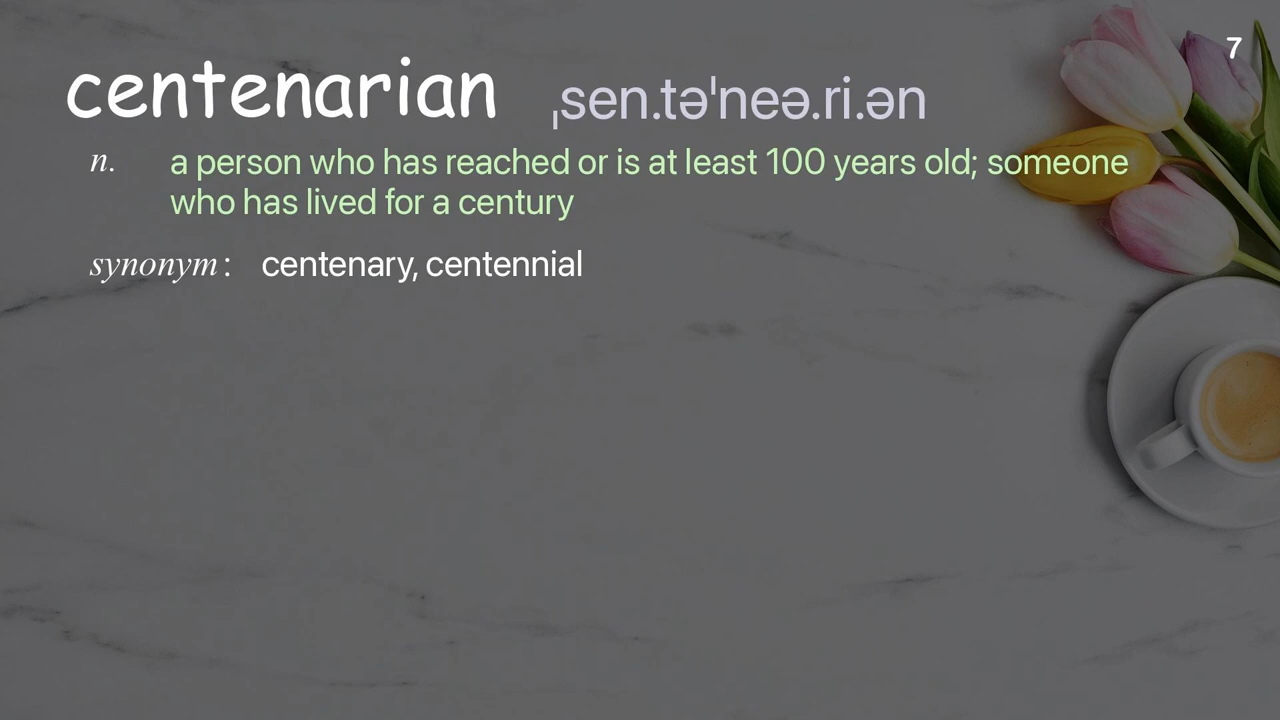 7
centenarian ˌsen.təˈneə.ri.ən
n. a person who has reached or is at least 100 years old; someone
who has lived for a century
synonym: centenary, centennial